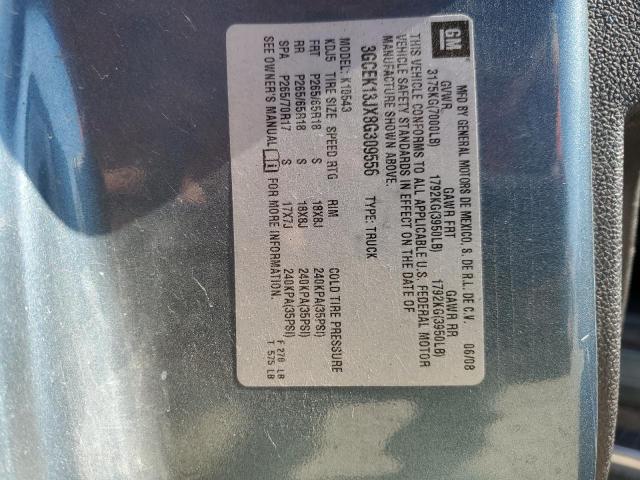 GM
MFD BY GENERAL MOTORS DE MEXICO, S. DE R.L. DE C.V. 06/08
GVWR GAWR FRT GAWR RR
3175KG(7000LB) 1792KG(3950LB) 1792KG(3950LB)
THIS VEHICLE CONFORMS TO ALL APPLICABLE U.S. FEDERAL MOTOR
VEHICLE SAFETY STANDARDS IN EFFECT ON THE DATE OF
MANUFACTURE SHOWN ABOVE.
3GCEK13JX8G309556 TYPE: TRUCK
MODEL: K10543
KDJ5 TIRE SIZE SPEED RTG RIM COLD TIRE PRESSURE
FRT P265/65R18 S 18X8J 240KPA(35PSI)
RR P265/65R18 S 18X8J 240KPA(35PSI)
SPA P265/70R17 S 17X7J 240KPA(35PSI) F 278 LB
SEE OWNER'S MANUAL FOR MORE INFORMATION. T 575 LB